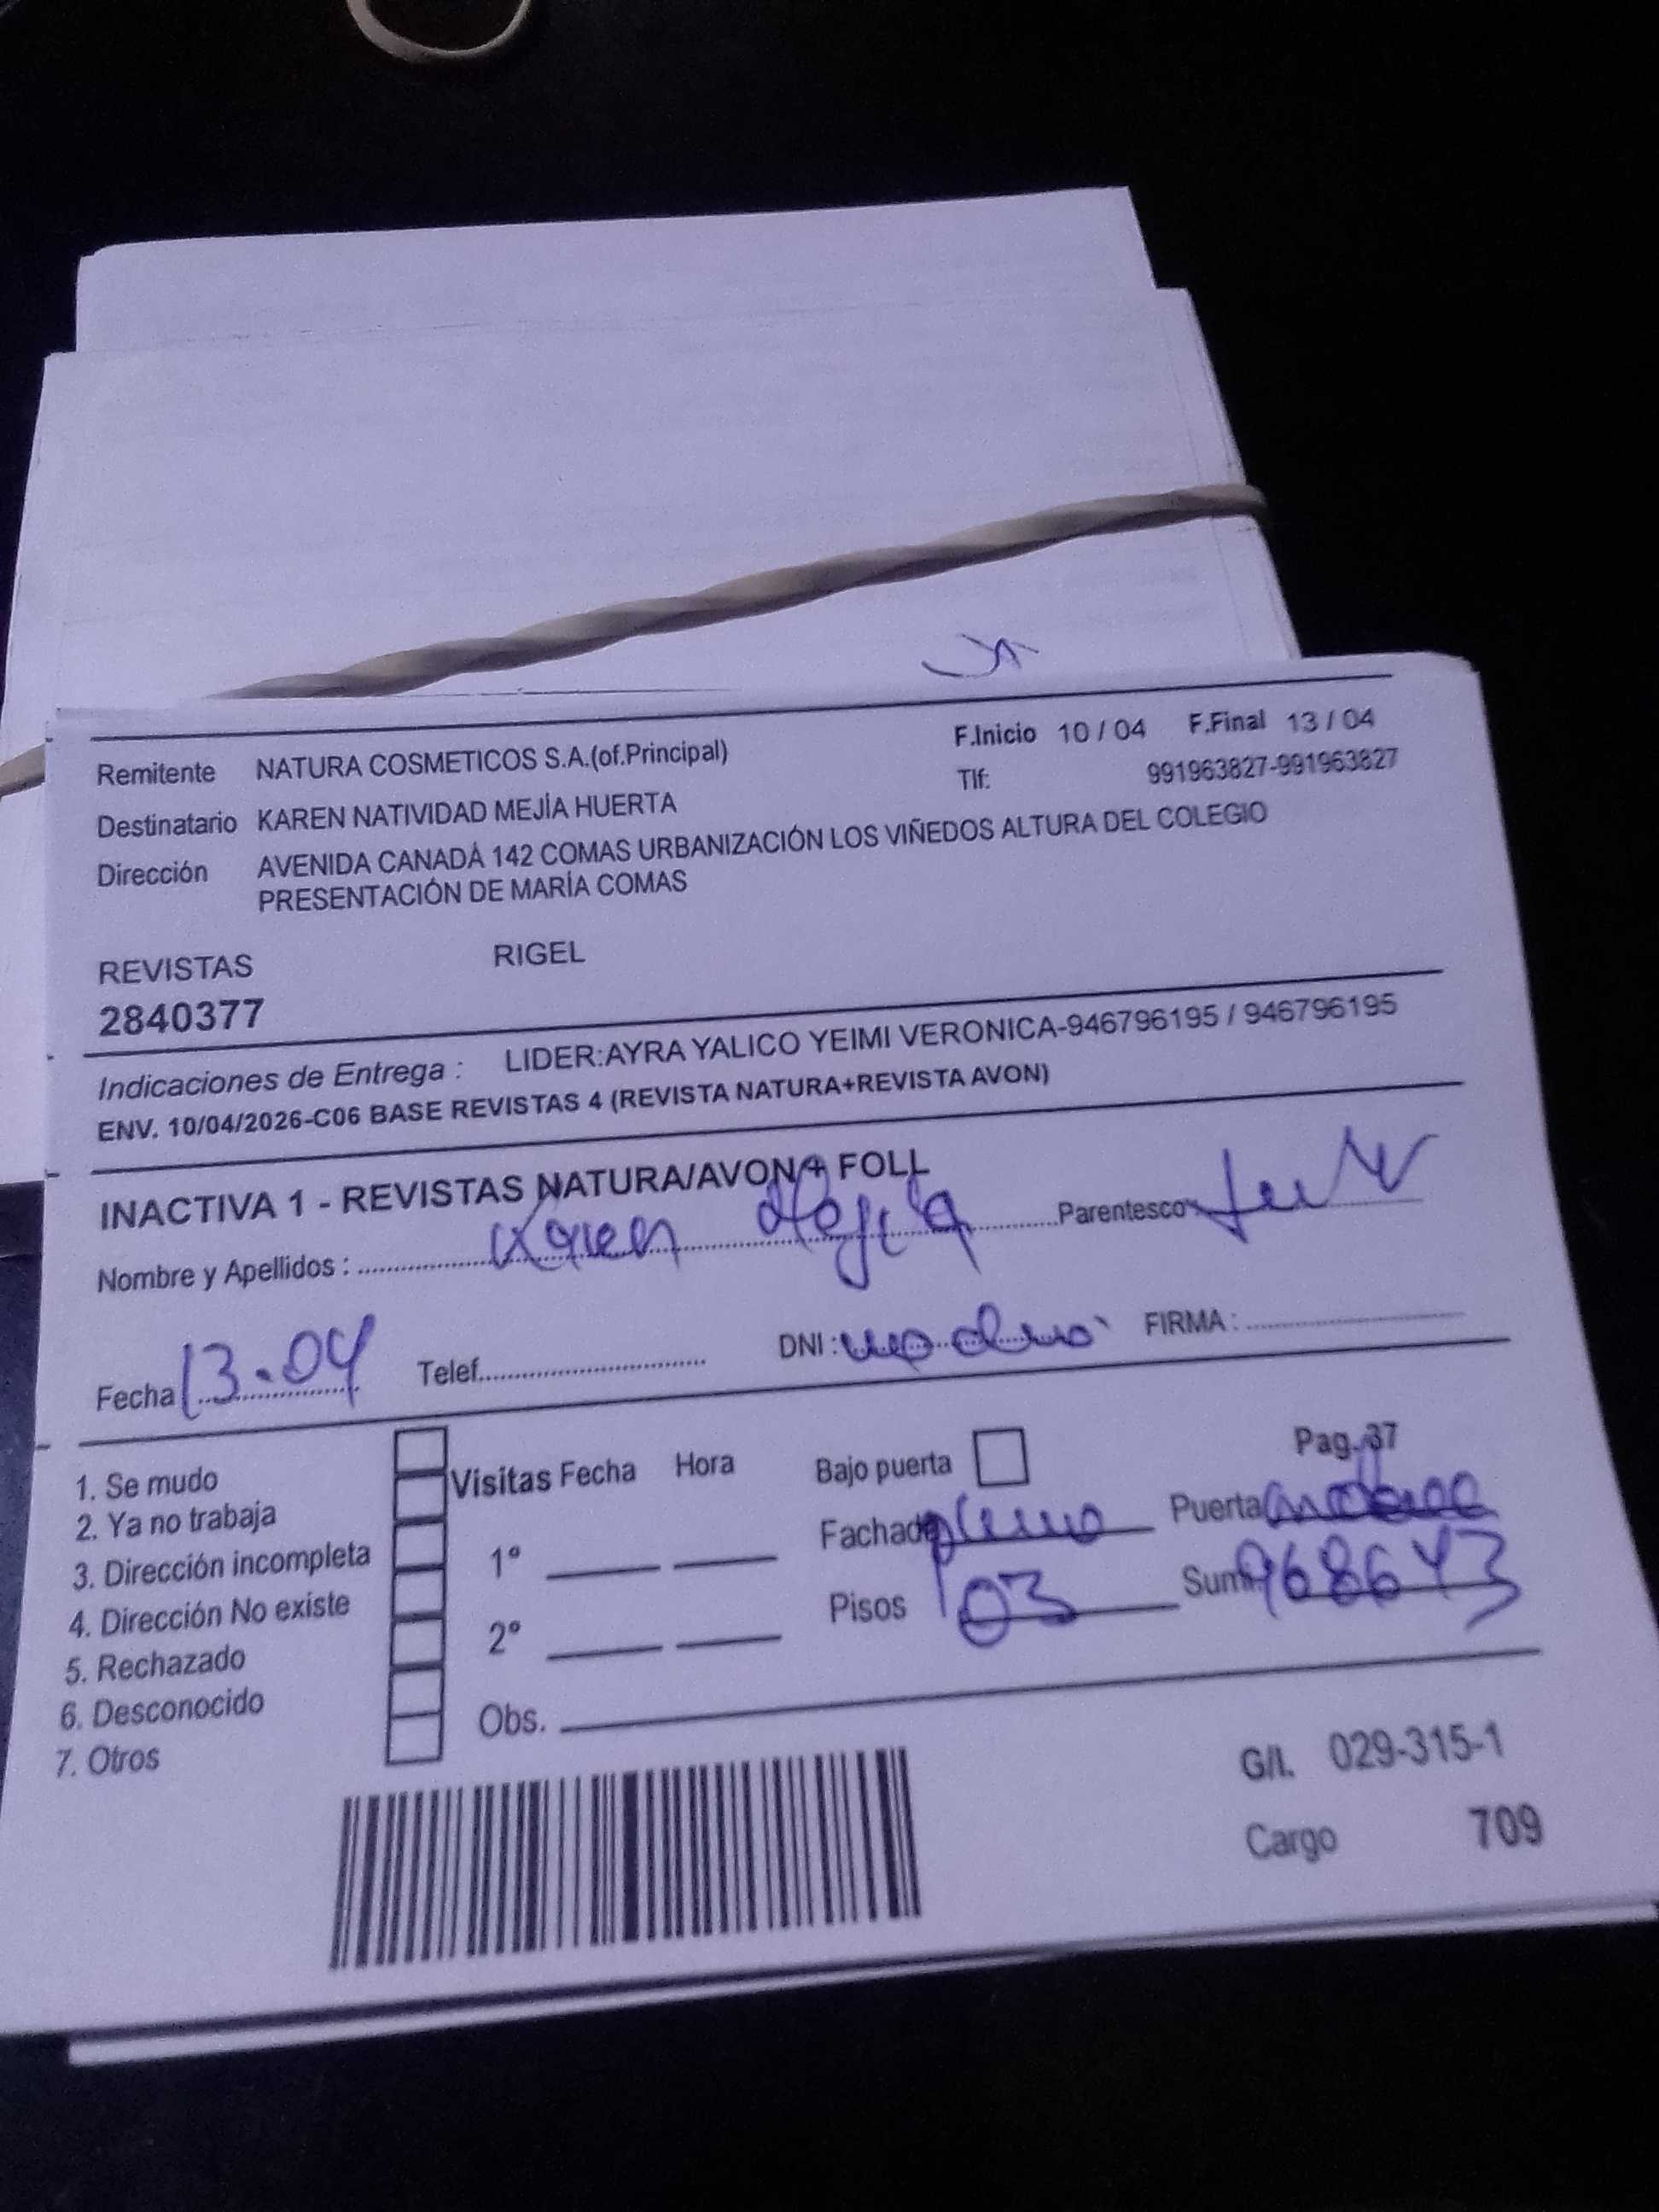 Remitente NATURA COSMETICOS S.A.(of.Principal) F.Inicio 10 / 04 F.Final 13 / 04
Tlf: 991963827-991963827
Destinatario KAREN NATIVIDAD MEJÍA HUERTA
Dirección AVENIDA CANADÁ 142 COMAS URBANIZACIÓN LOS VIÑEDOS ALTURA DEL COLEGIO
PRESENTACIÓN DE MARÍA COMAS
REVISTAS RIGEL
2840377
Indicaciones de Entrega : LIDER:AYRA YALICO YEIMI VERONICA-946796195 / 946796195
ENV. 10/04/2026-C06 BASE REVISTAS 4 (REVISTA NATURA+REVISTA AVON)
INACTIVA 1 - REVISTAS NATURA/AVON+ FOLL
Nombre y Apellidos : Karen Mejia Parentesco
Fecha 13.04 Telef. DNI: FIRMA :
1. Se mudo
2. Ya no trabaja
3. Dirección incompleta
4. Dirección No existe
5. Rechazado
6. Desconocido
7. Otros
Visitas Fecha Hora
1°
2°
Obs.
Bajo puerta Pag. 37
Fachada Puerta
Pisos 03 Sum 968643
G/I. 029-315-1
Cargo 709